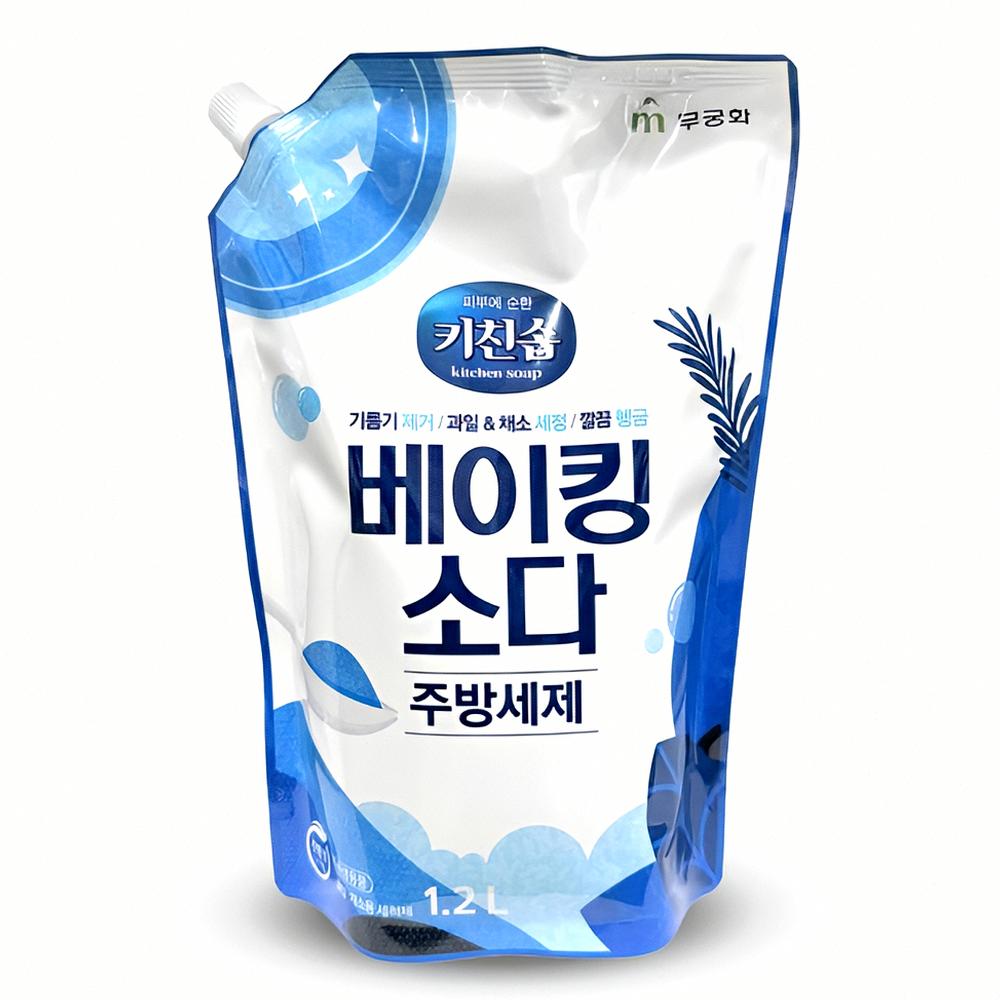 무궁화
피부에 순한
키친솝
kitchen soap
기름기 제거 / 과일 & 채소 세정 / 깔끔 헹굼
베이킹
소다
주방세제
1.2 L